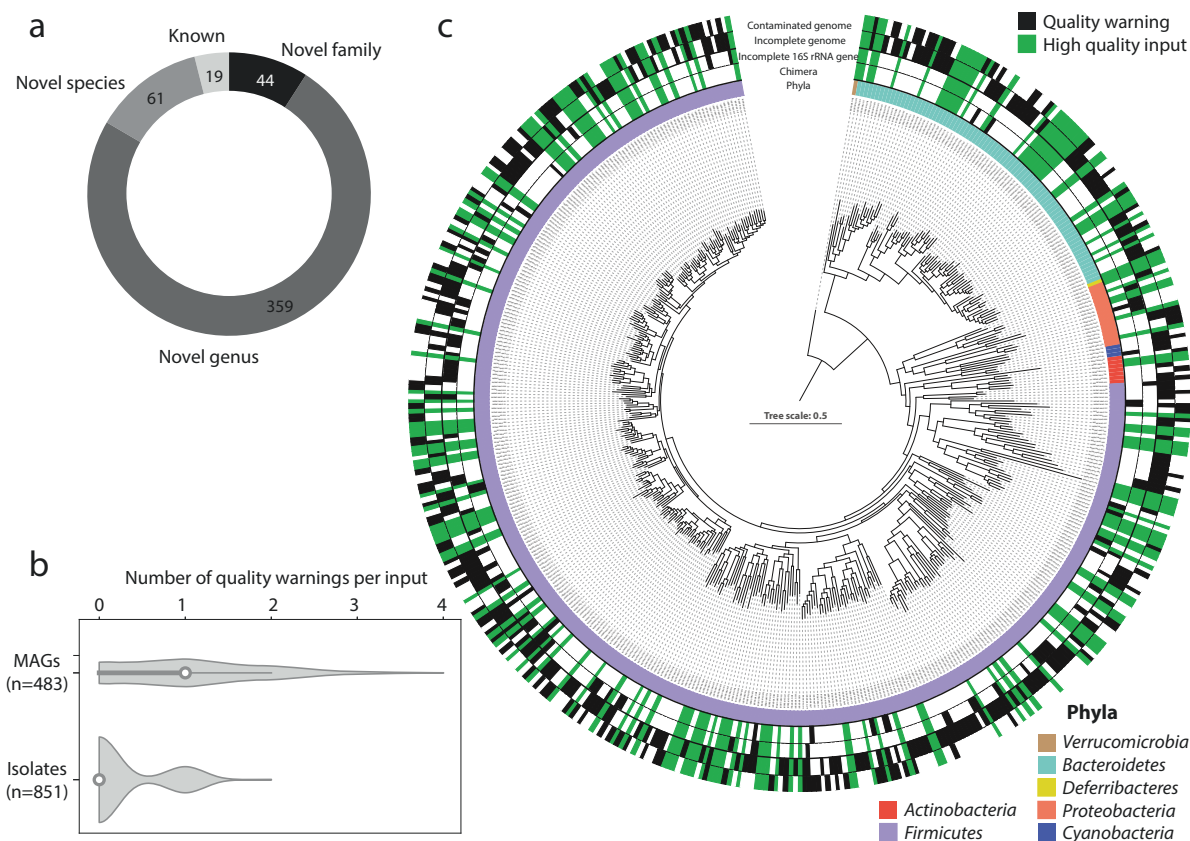 a
Known
Novel family
19
44
Novel species
61
359
Novel genus
b
Number of quality warnings per input
0 1 2 3 4
MAGs
(n=483)
Isolates
(n=851)
c
Contaminated genome
Incomplete genome
Incomplete 16S rRNA gene
Chimera
Phyla
Quality warning
High quality input
Tree scale: 0.5
Phyla
Verrucomicrobia
Bacteroidetes
Deferribacteres
Actinobacteria
Proteobacteria
Firmicutes
Cyanobacteria